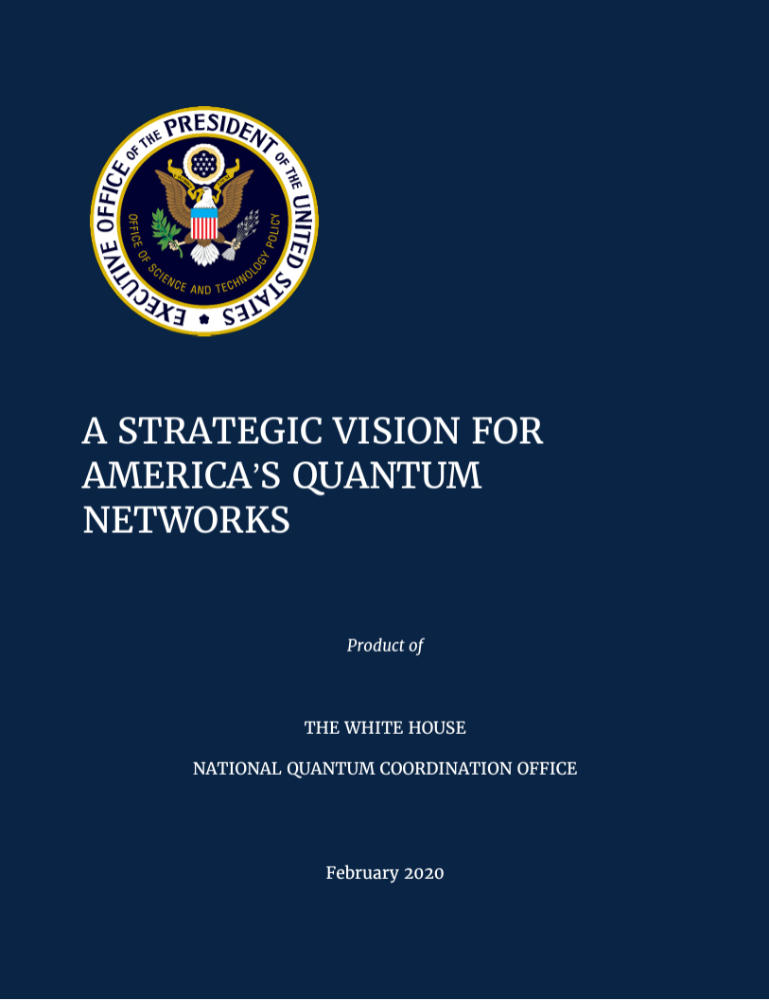 EXECUTIVE OFFICE OF THE PRESIDENT OF THE UNITED STATES
OFFICE OF SCIENCE AND TECHNOLOGY POLICY
A STRATEGIC VISION FOR
AMERICA’S QUANTUM
NETWORKS
Product of
THE WHITE HOUSE
NATIONAL QUANTUM COORDINATION OFFICE
February 2020